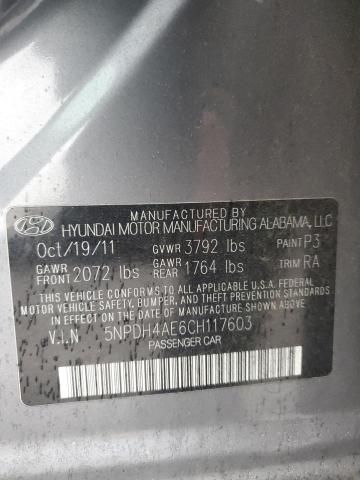 MANUFACTURED BY
HYUNDAI MOTOR MANUFACTURING ALABAMA, LLC
Oct/19/11 GVWR 3792 lbs PAINT P3
GAWR FRONT 2072 lbs GAWR REAR 1764 lbs TRIM RA
THIS VEHICLE CONFORMS TO ALL APPLICABLE U.S. FEDERAL
MOTOR VEHICLE SAFETY, BUMPER, AND THEFT PREVENTION
STANDARDS IN EFFECT ON THE DATE OF MANUFACTURE SHOWN ABOVE.
V.I.N 5NPDH4AE6CH117603
PASSENGER CAR